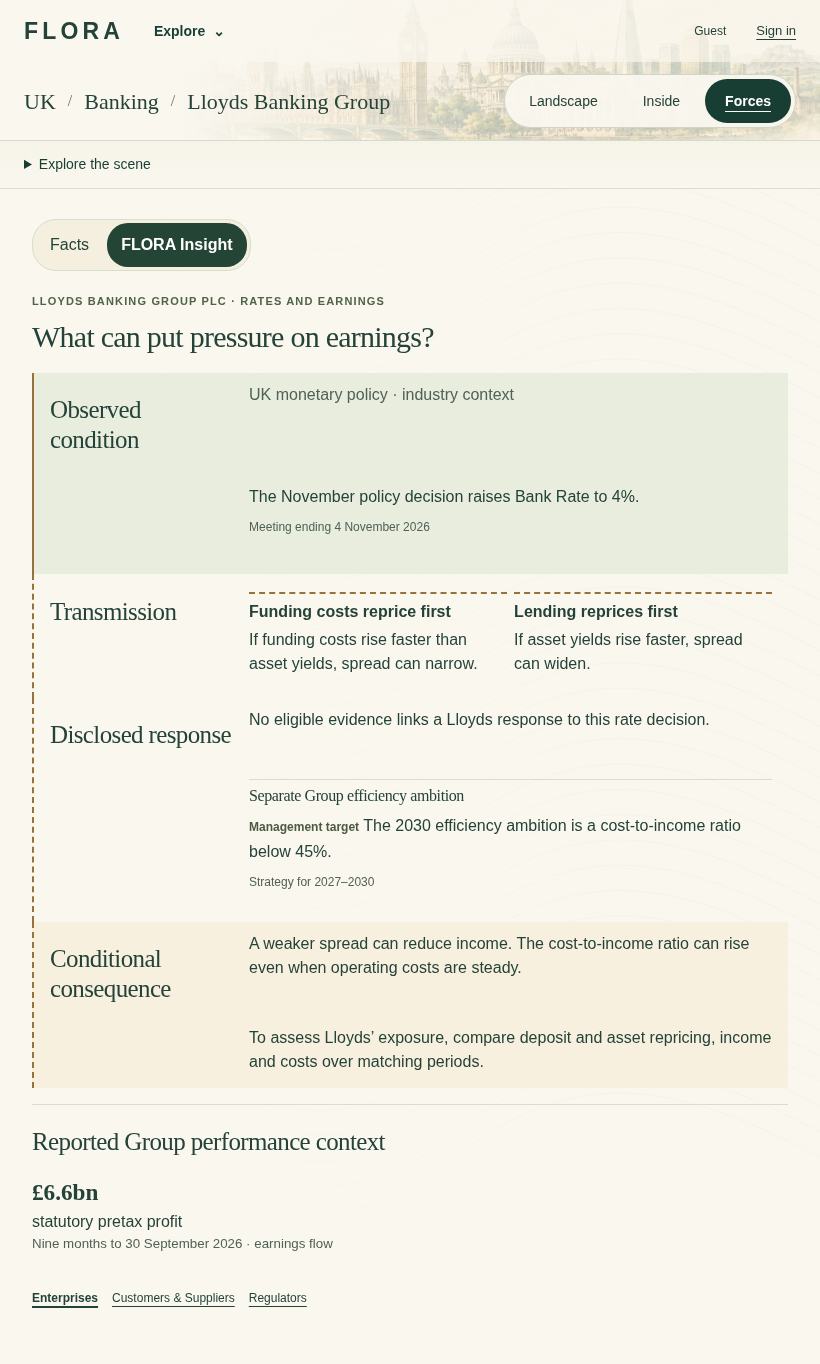 FLORA
Explore
Guest
Sign in
UK / Banking / Lloyds Banking Group
Landscape
Inside
Forces
Explore the scene
Facts
FLORA Insight
LLOYDS BANKING GROUP PLC · RATES AND EARNINGS
What can put pressure on earnings?
Observed
condition
UK monetary policy · industry context
The November policy decision raises Bank Rate to 4%.
Meeting ending 4 November 2026
Transmission
Funding costs reprice first
If funding costs rise faster than
asset yields, spread can narrow.
Lending reprices first
If asset yields rise faster, spread
can widen.
Disclosed response
No eligible evidence links a Lloyds response to this rate decision.
Separate Group efficiency ambition
Management target The 2030 efficiency ambition is a cost-to-income ratio
below 45%.
Strategy for 2027–2030
Conditional
consequence
A weaker spread can reduce income. The cost-to-income ratio can rise
even when operating costs are steady.
To assess Lloyds’ exposure, compare deposit and asset repricing, income
and costs over matching periods.
Reported Group performance context
£6.6bn
statutory pretax profit
Nine months to 30 September 2026 · earnings flow
Enterprises
Customers & Suppliers
Regulators